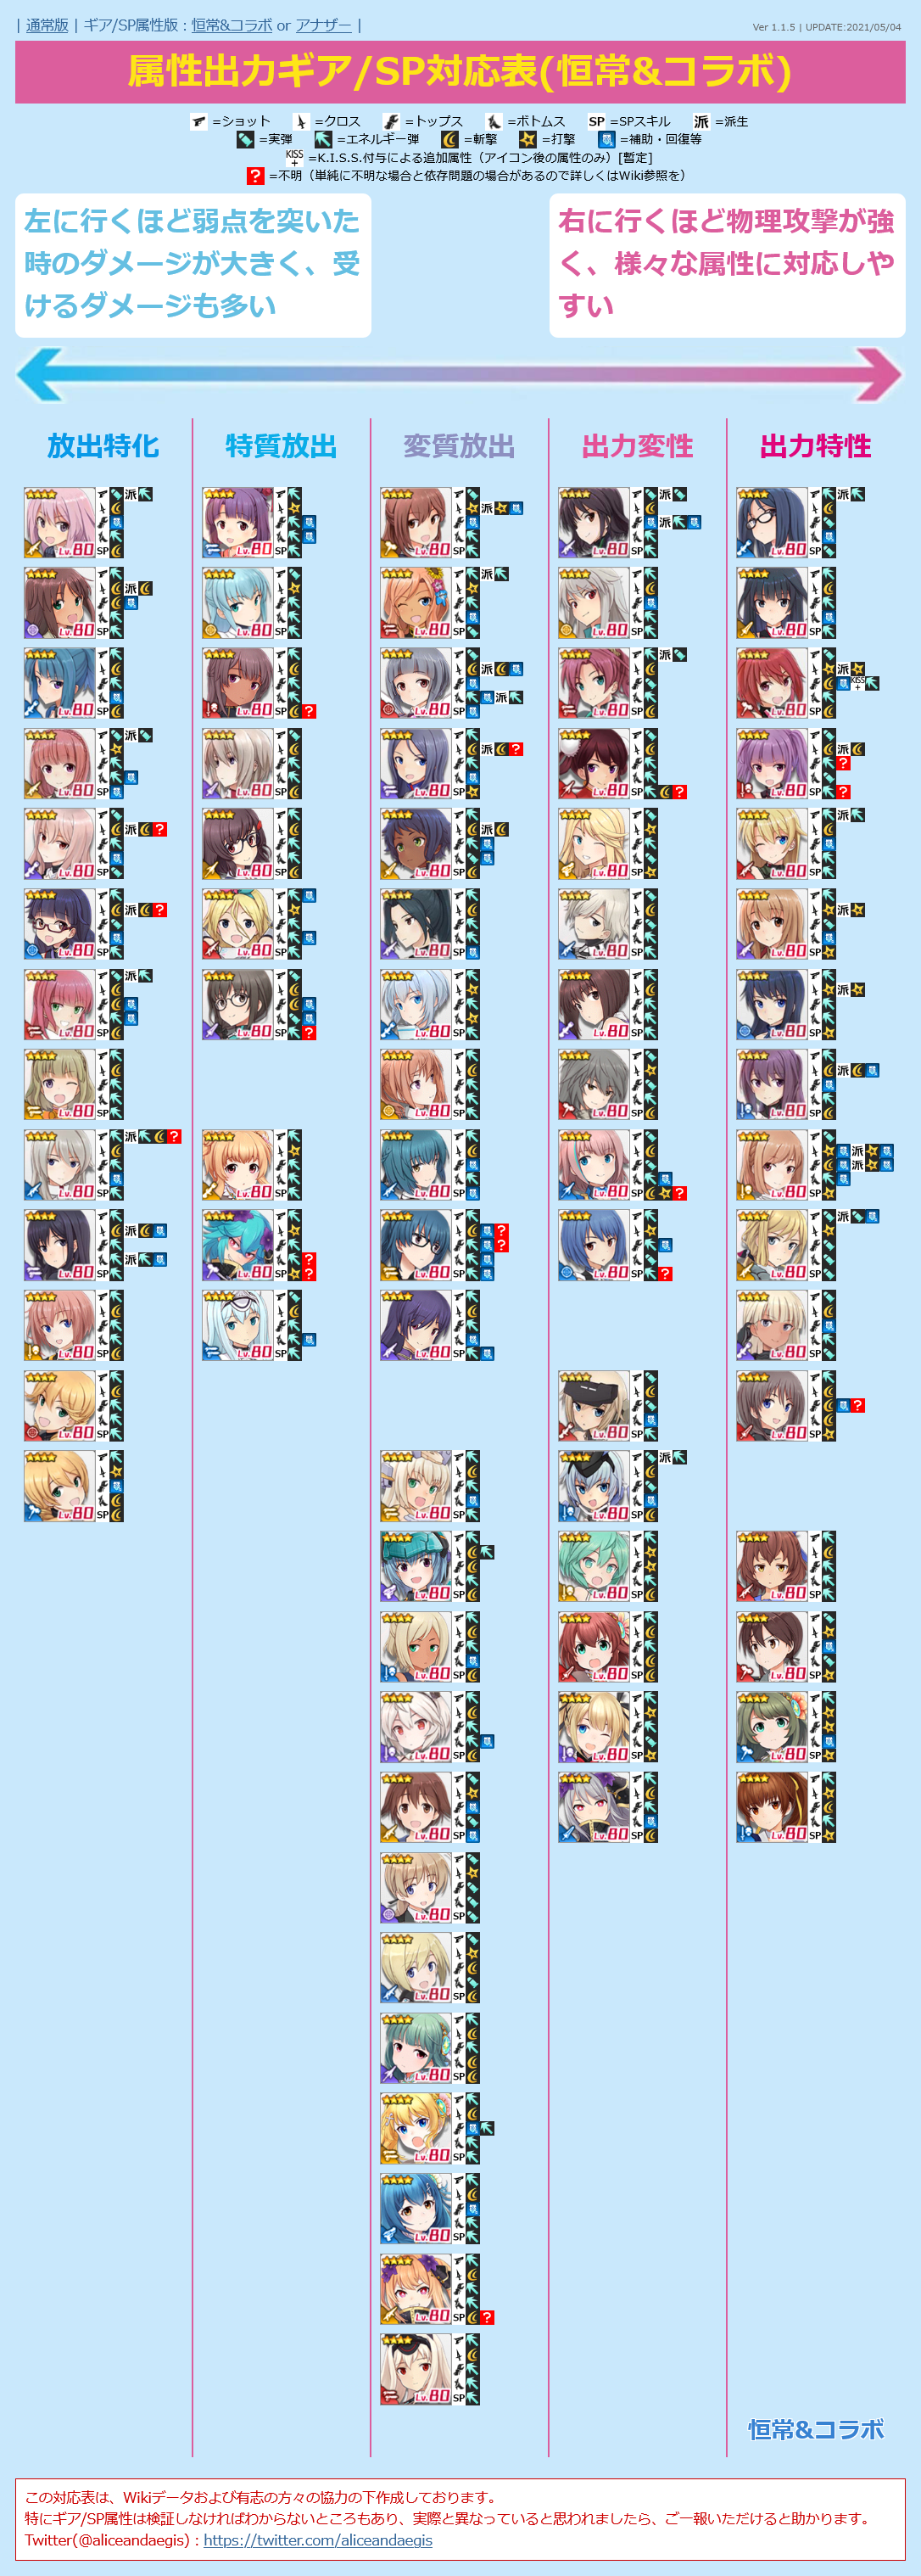 | 通常版 | ギア/SP属性版 : 恒常&コラボ or アナザー |
Ver 1.1.5 | UPDATE:2021/05/04
属性出力ギア/SP対応表(恒常&コラボ)
=ショット =クロス =トップス =ボトムス SP =SPスキル 派 =派生
=実弾 =エネルギー弾 =斬撃 =打撃 =補助・回復等
KISS+ =K.I.S.S.付与による追加属性（アイコン後の属性のみ）[暫定]
? =不明（単純に不明な場合と依存問題の場合があるので詳しくはWiki参照を）
左に行くほど弱点を突いた
時のダメージが大きく、受
けるダメージも多い
右に行くほど物理攻撃が強
く、様々な属性に対応しや
すい
放出特化 特質放出 変質放出 出力変性 出力特性
恒常&コラボ
この対応表は、Wikiデータおよび有志の方々の協力の下作成しております。
特にギア/SP属性は検証しなければわからないところもあり、実際と異なっていると思われましたら、ご一報いただけると助かります。
Twitter(@aliceandaegis) : https://twitter.com/aliceandaegis